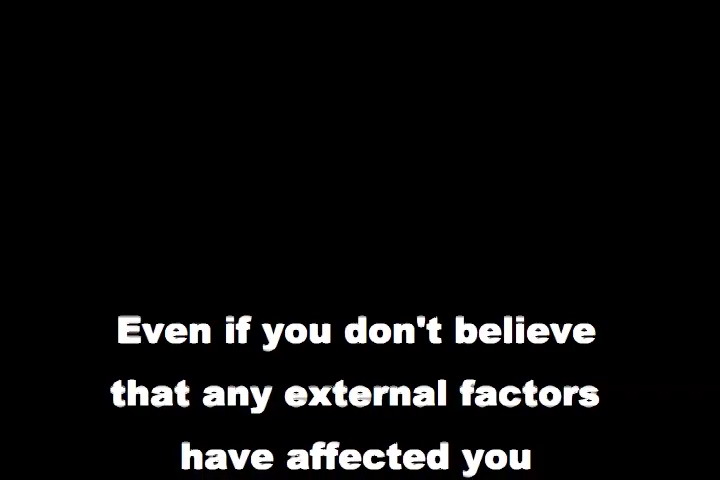 Even if you don't believe
that any external factors
have affected you